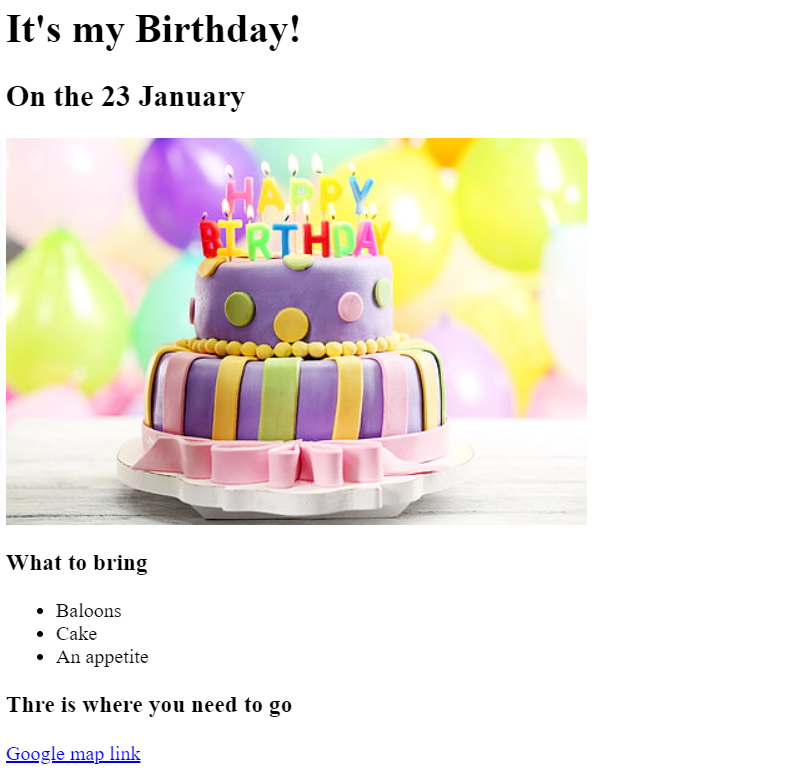 It's my Birthday!
On the 23 January
HAPPY
BIRTHDAY
What to bring
Baloons
Cake
An appetite
Thre is where you need to go
Google map link